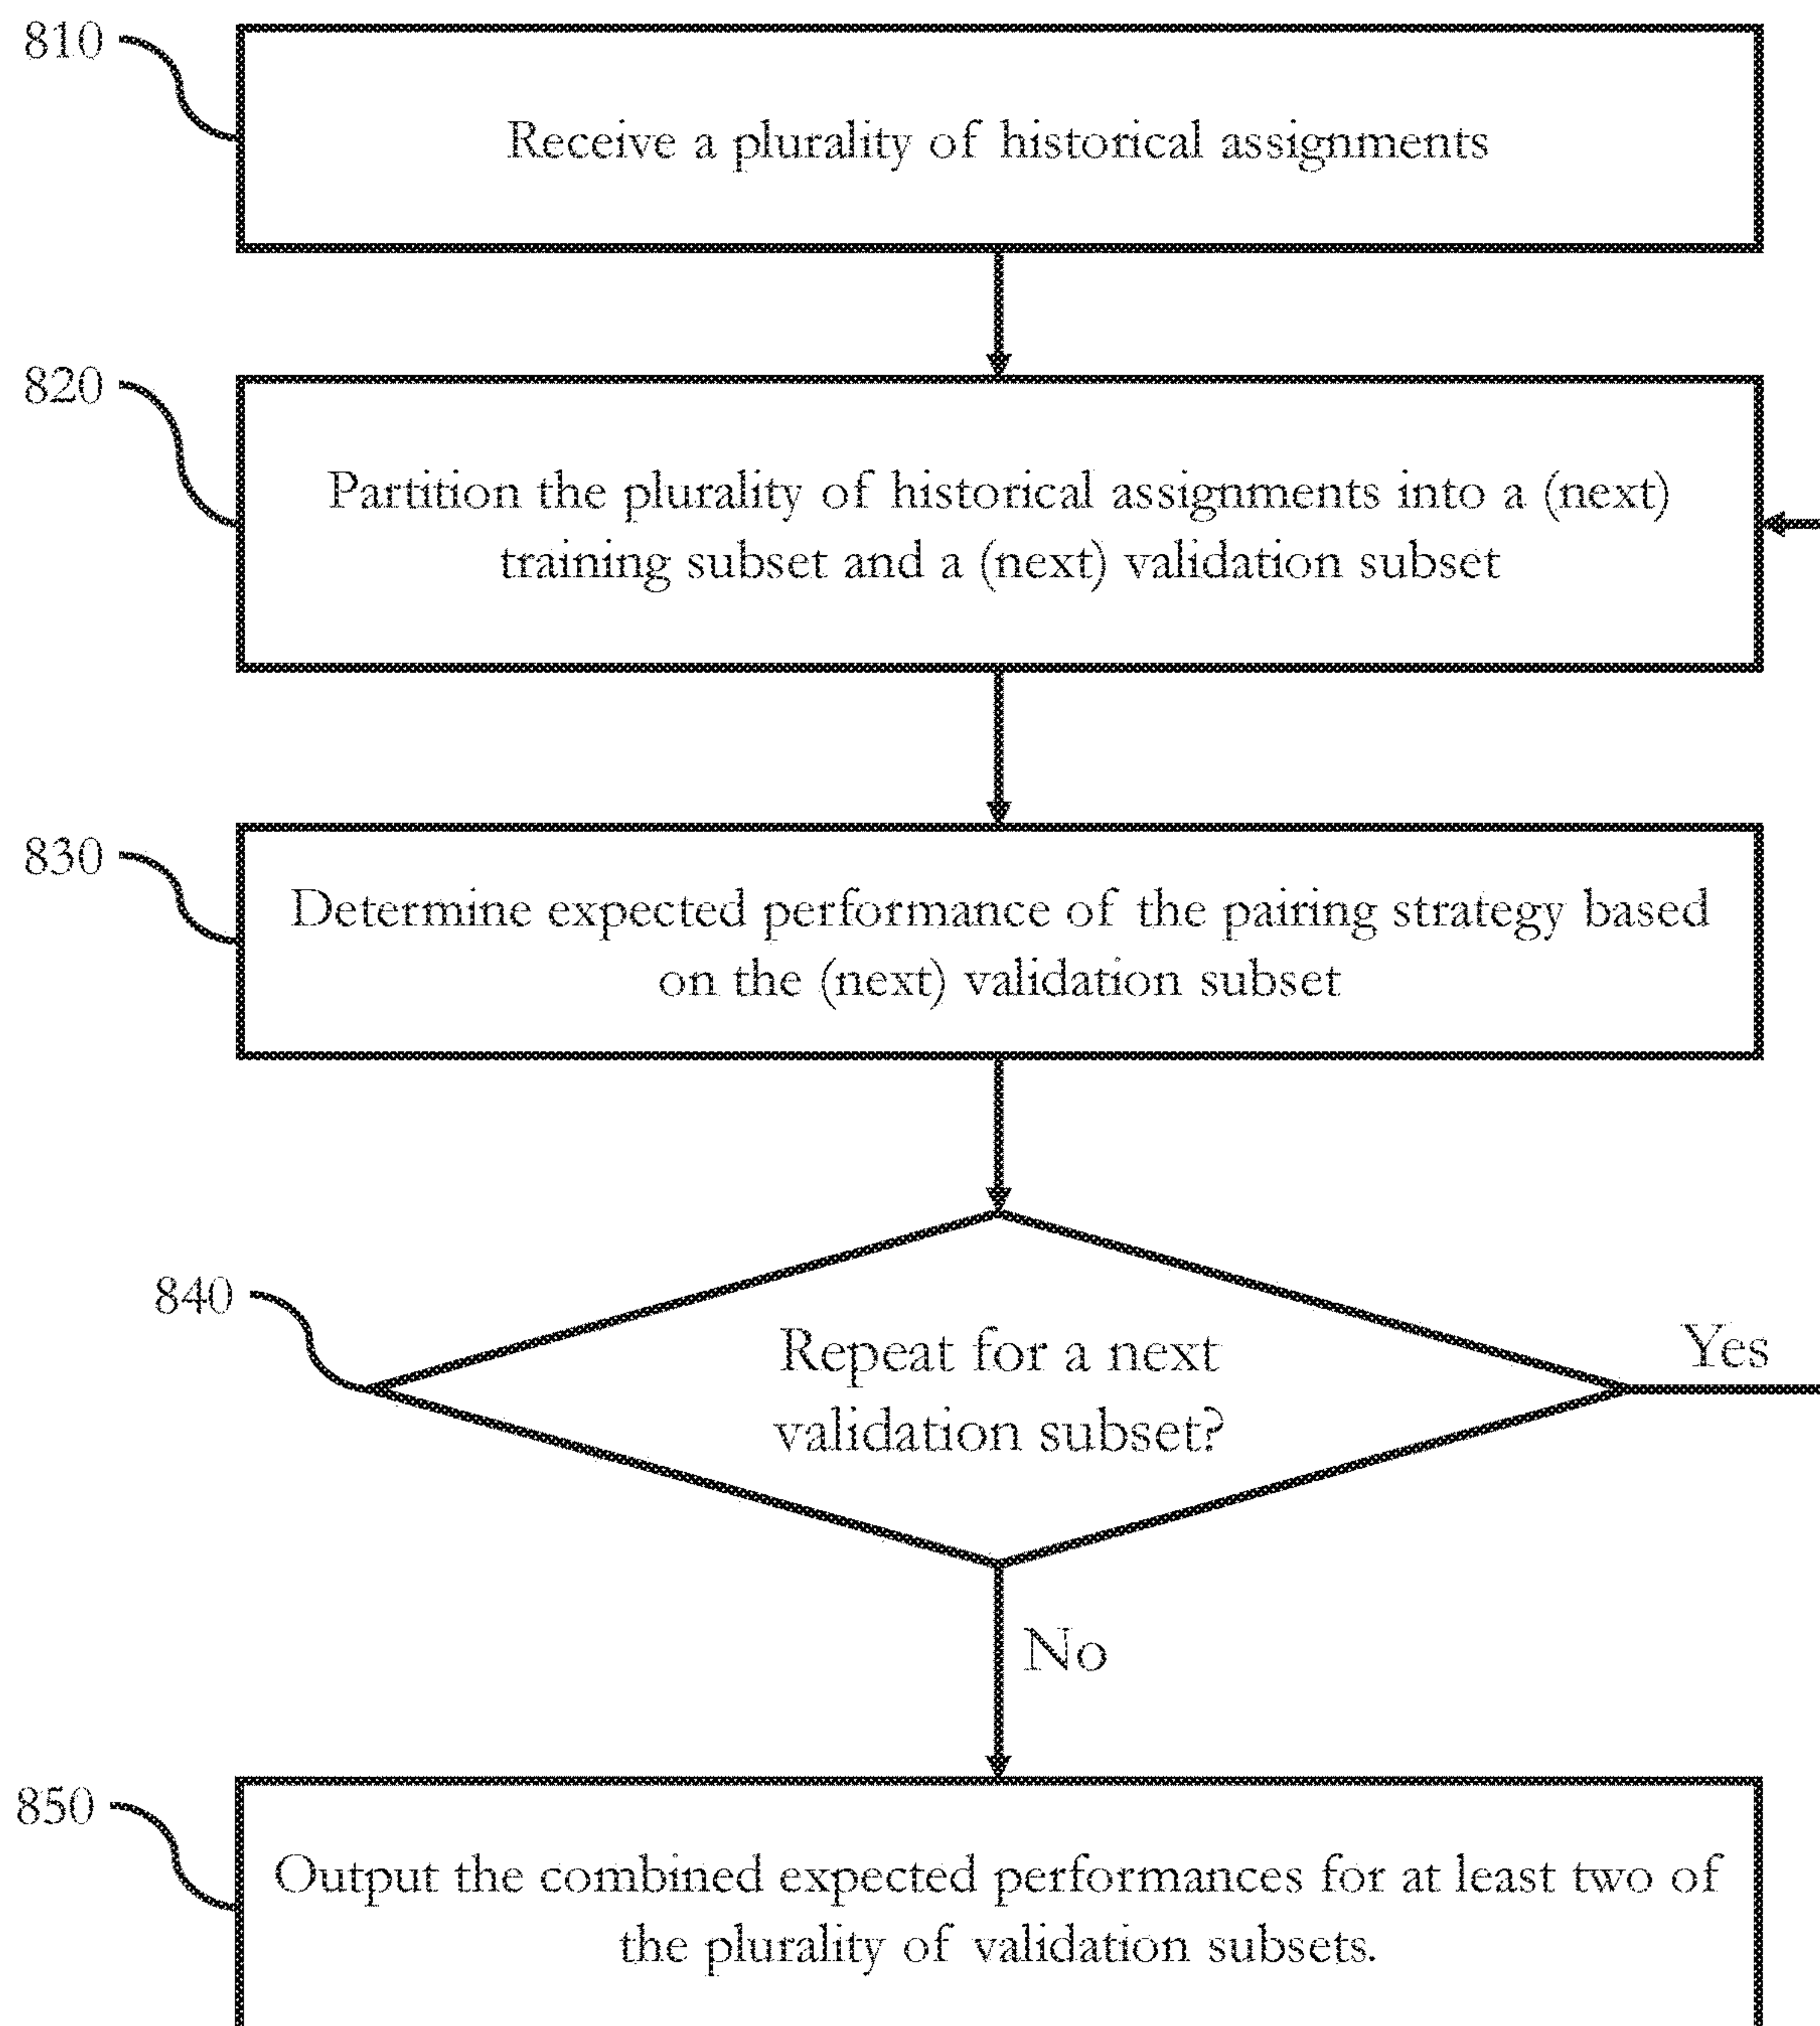 810
Receive a plurality of historical assignments
820
Partition the plurality of historical assignments into a (next)
training subset and a (next) validation subset
830
Determine expected performance of the pairing strategy based
on the (next) validation subset
840
Repeat for a next
validation subset?
Yes
No
850
Output the combined expected performances for at least two of
the plurality of validation subsets.